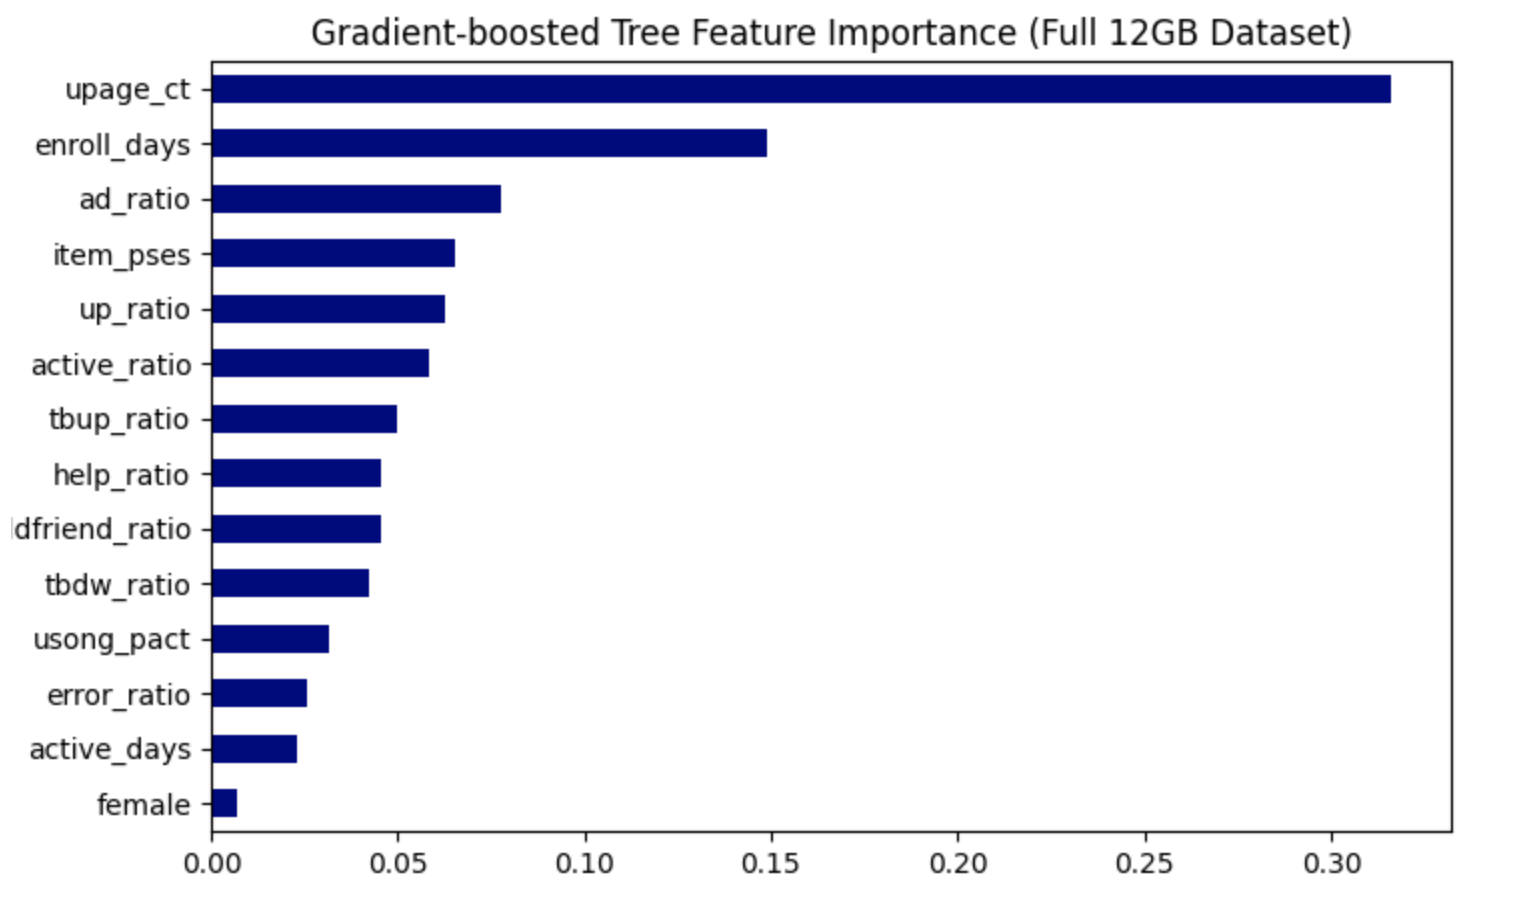 Gradient-boosted Tree Feature Importance (Full 12GB Dataset)
upage_ct
enroll_days
ad_ratio
item_pses
up_ratio
active_ratio
tbup_ratio
help_ratio
dfriend_ratio
tbdw_ratio
usong_pact
error_ratio
active_days
female
0.00 0.05 0.10 0.15 0.20 0.25 0.30